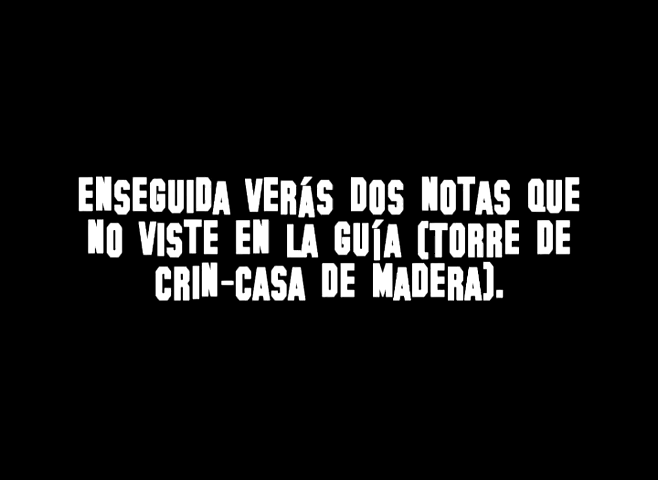 ENSEGUIDA VERÁS DOS NOTAS QUE
NO VISTE EN LA GUÍA (TORRE DE
CRIN-CASA DE MADERA).